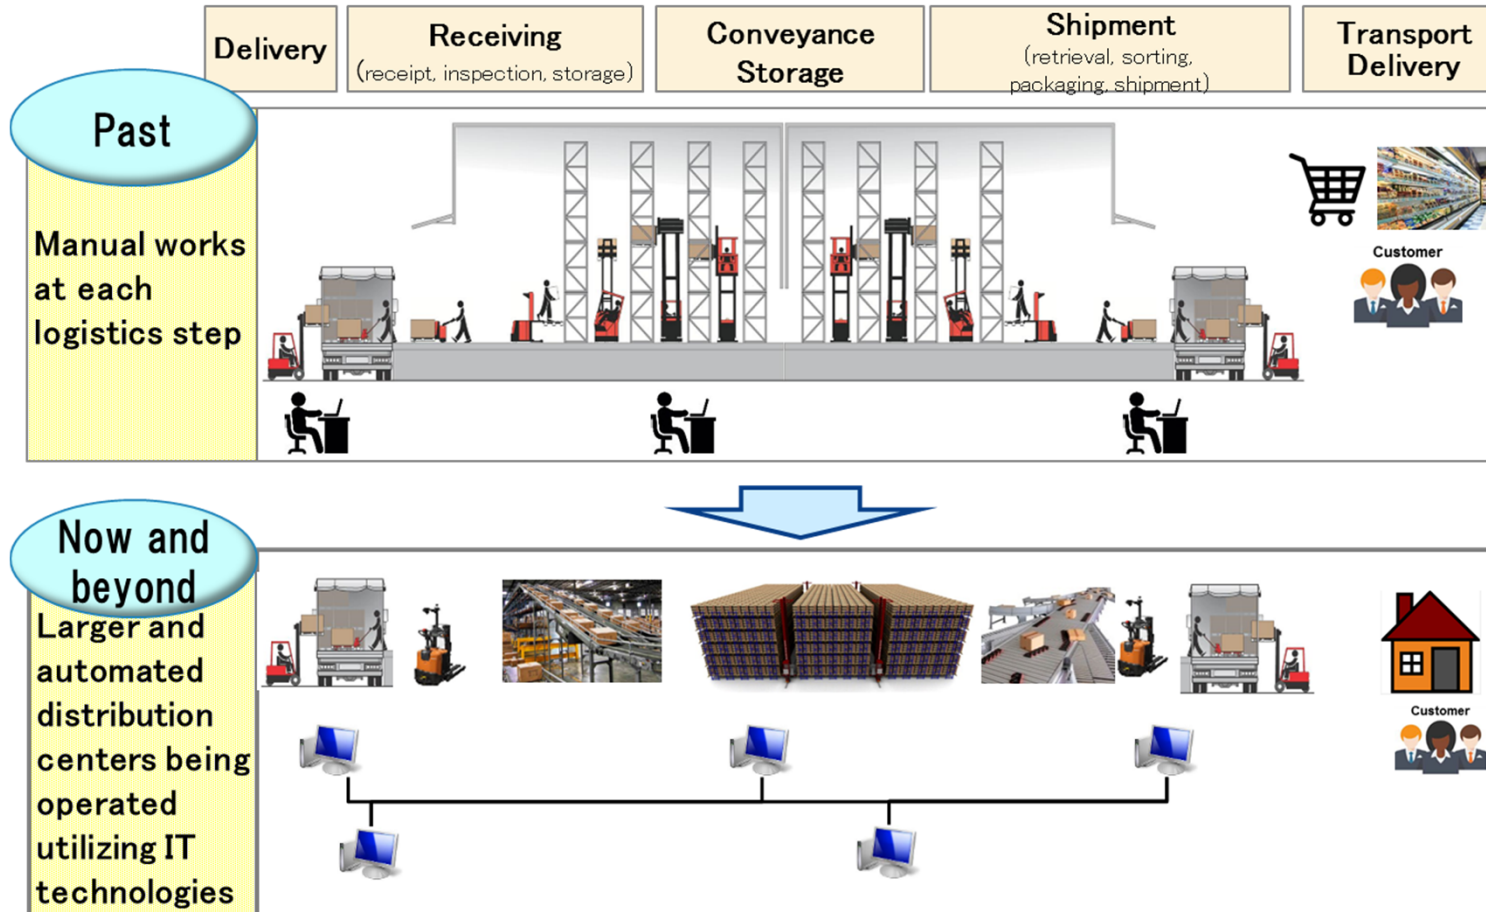 Delivery
Receiving
(receipt, inspection, storage)
Conveyance
Storage
Shipment
(retrieval, sorting,
packaging, shipment)
Transport
Delivery
Past
Manual works
at each
logistics step
Customer
Now and
beyond
Larger and
automated
distribution
centers being
operated
utilizing IT
technologies
Customer